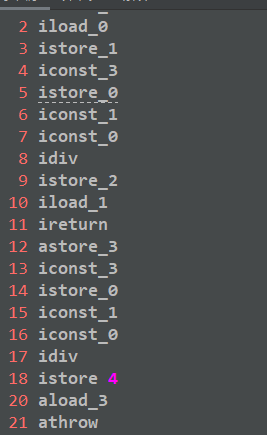 2 iload_0
3 istore_1
4 iconst_3
5 istore_0
6 iconst_1
7 iconst_0
8 idiv
9 istore_2
10 iload_1
11 ireturn
12 astore_3
13 iconst_3
14 istore_0
15 iconst_1
16 iconst_0
17 idiv
18 istore 4
20 aload_3
21 athrow